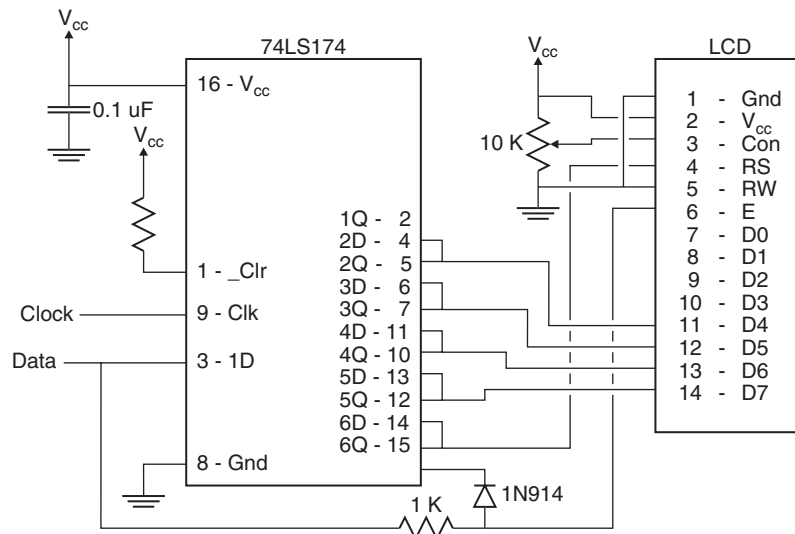 74LS174
LCD
Vcc
16 - Vcc
0.1 uF
Vcc
1 - _Clr
Clock
9 - Clk
Data
3 - 1D
8 - Gnd
1Q - 2
2D - 4
2Q - 5
3D - 6
3Q - 7
4D - 11
4Q - 10
5D - 13
5Q - 12
6D - 14
6Q - 15
1N914
1 K
Vcc
10 K
1 - Gnd
2 - Vcc
3 - Con
4 - RS
5 - RW
6 - E
7 - D0
8 - D1
9 - D2
10 - D3
11 - D4
12 - D5
13 - D6
14 - D7